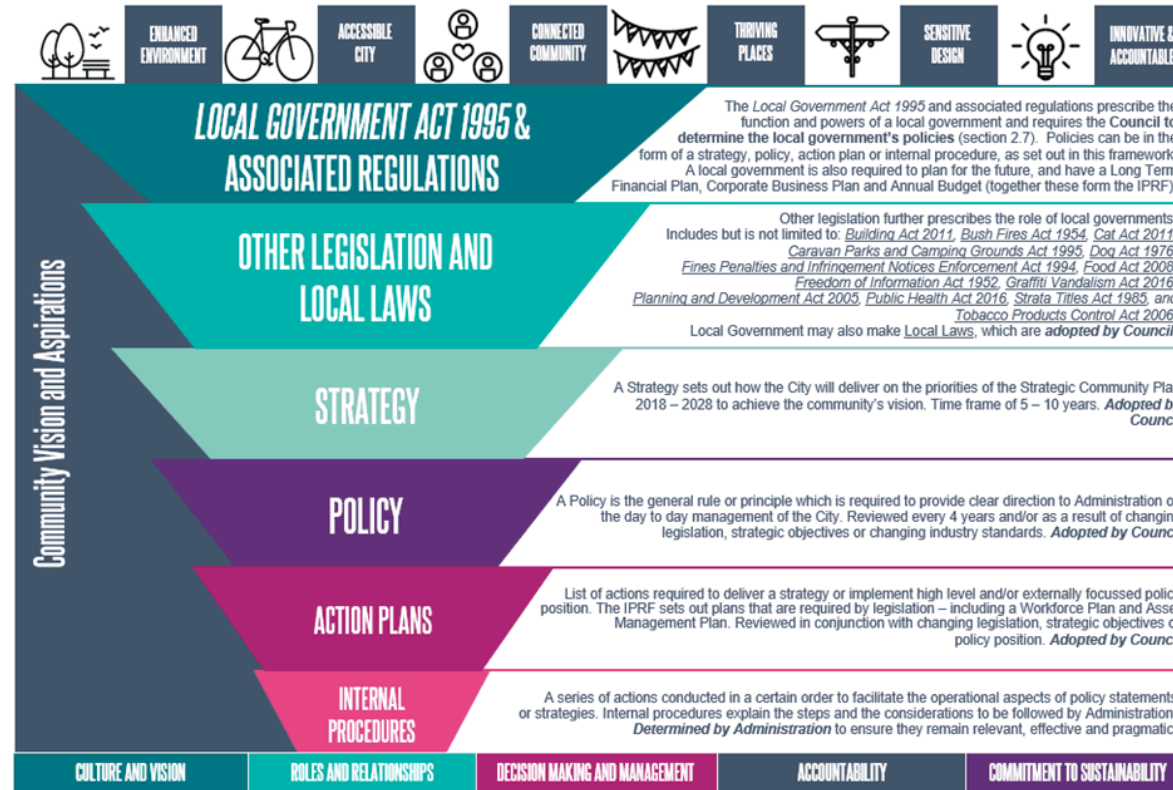 ENHANCED
ENVIRONMENT
ACCESSIBLE
CITY
CONNECTED
COMMUNITY
THRIVING
PLACES
SENSITIVE
DESIGN
INNOVATIVE &
ACCOUNTABLE
Community Vision and Aspirations
LOCAL GOVERNMENT ACT 1995 &
ASSOCIATED REGULATIONS
The Local Government Act 1995 and associated regulations prescribe the
function and powers of a local government and requires the Council to
determine the local government's policies (section 2.7). Policies can be in the
form of a strategy, policy, action plan or internal procedure, as set out in this framework
A local government is also required to plan for the future, and have a Long Term
Financial Plan, Corporate Business Plan and Annual Budget (together these form the IPRF)
OTHER LEGISLATION AND
LOCAL LAWS
Other legislation further prescribes the role of local governments
Includes but is not limited to: Building Act 2011, Bush Fires Act 1954, Cat Act 2011
Caravan Parks and Camping Grounds Act 1995, Dog Act 1976
Fines Penalties and Infringement Notices Enforcement Act 1994, Food Act 2008
Freedom of Information Act 1952, Graffiti Vandalism Act 2016
Planning and Development Act 2005, Public Health Act 2016, Strata Titles Act 1985, and
Tobacco Products Control Act 2006
Local Government may also make Local Laws, which are adopted by Council
STRATEGY
A Strategy sets out how the City will deliver on the priorities of the Strategic Community Pla
2018 – 2028 to achieve the community's vision. Time frame of 5 – 10 years. Adopted b
Counc
POLICY
A Policy is the general rule or principle which is required to provide clear direction to Administration o
the day to day management of the City. Reviewed every 4 years and/or as a result of changin
legislation, strategic objectives or changing industry standards. Adopted by Counc
ACTION PLANS
List of actions required to deliver a strategy or implement high level and/or externally focussed polic
position. The IPRF sets out plans that are required by legislation – including a Workforce Plan and Asse
Management Plan. Reviewed in conjunction with changing legislation, strategic objectives o
policy position. Adopted by Counc
INTERNAL
PROCEDURES
A series of actions conducted in a certain order to facilitate the operational aspects of policy statements
or strategies. Internal procedures explain the steps and the considerations to be followed by Administration
Determined by Administration to ensure they remain relevant, effective and pragmatic
CULTURE AND VISION
ROLES AND RELATIONSHIPS
DECISION MAKING AND MANAGEMENT
ACCOUNTABILITY
COMMITMENT TO SUSTAINABILITY